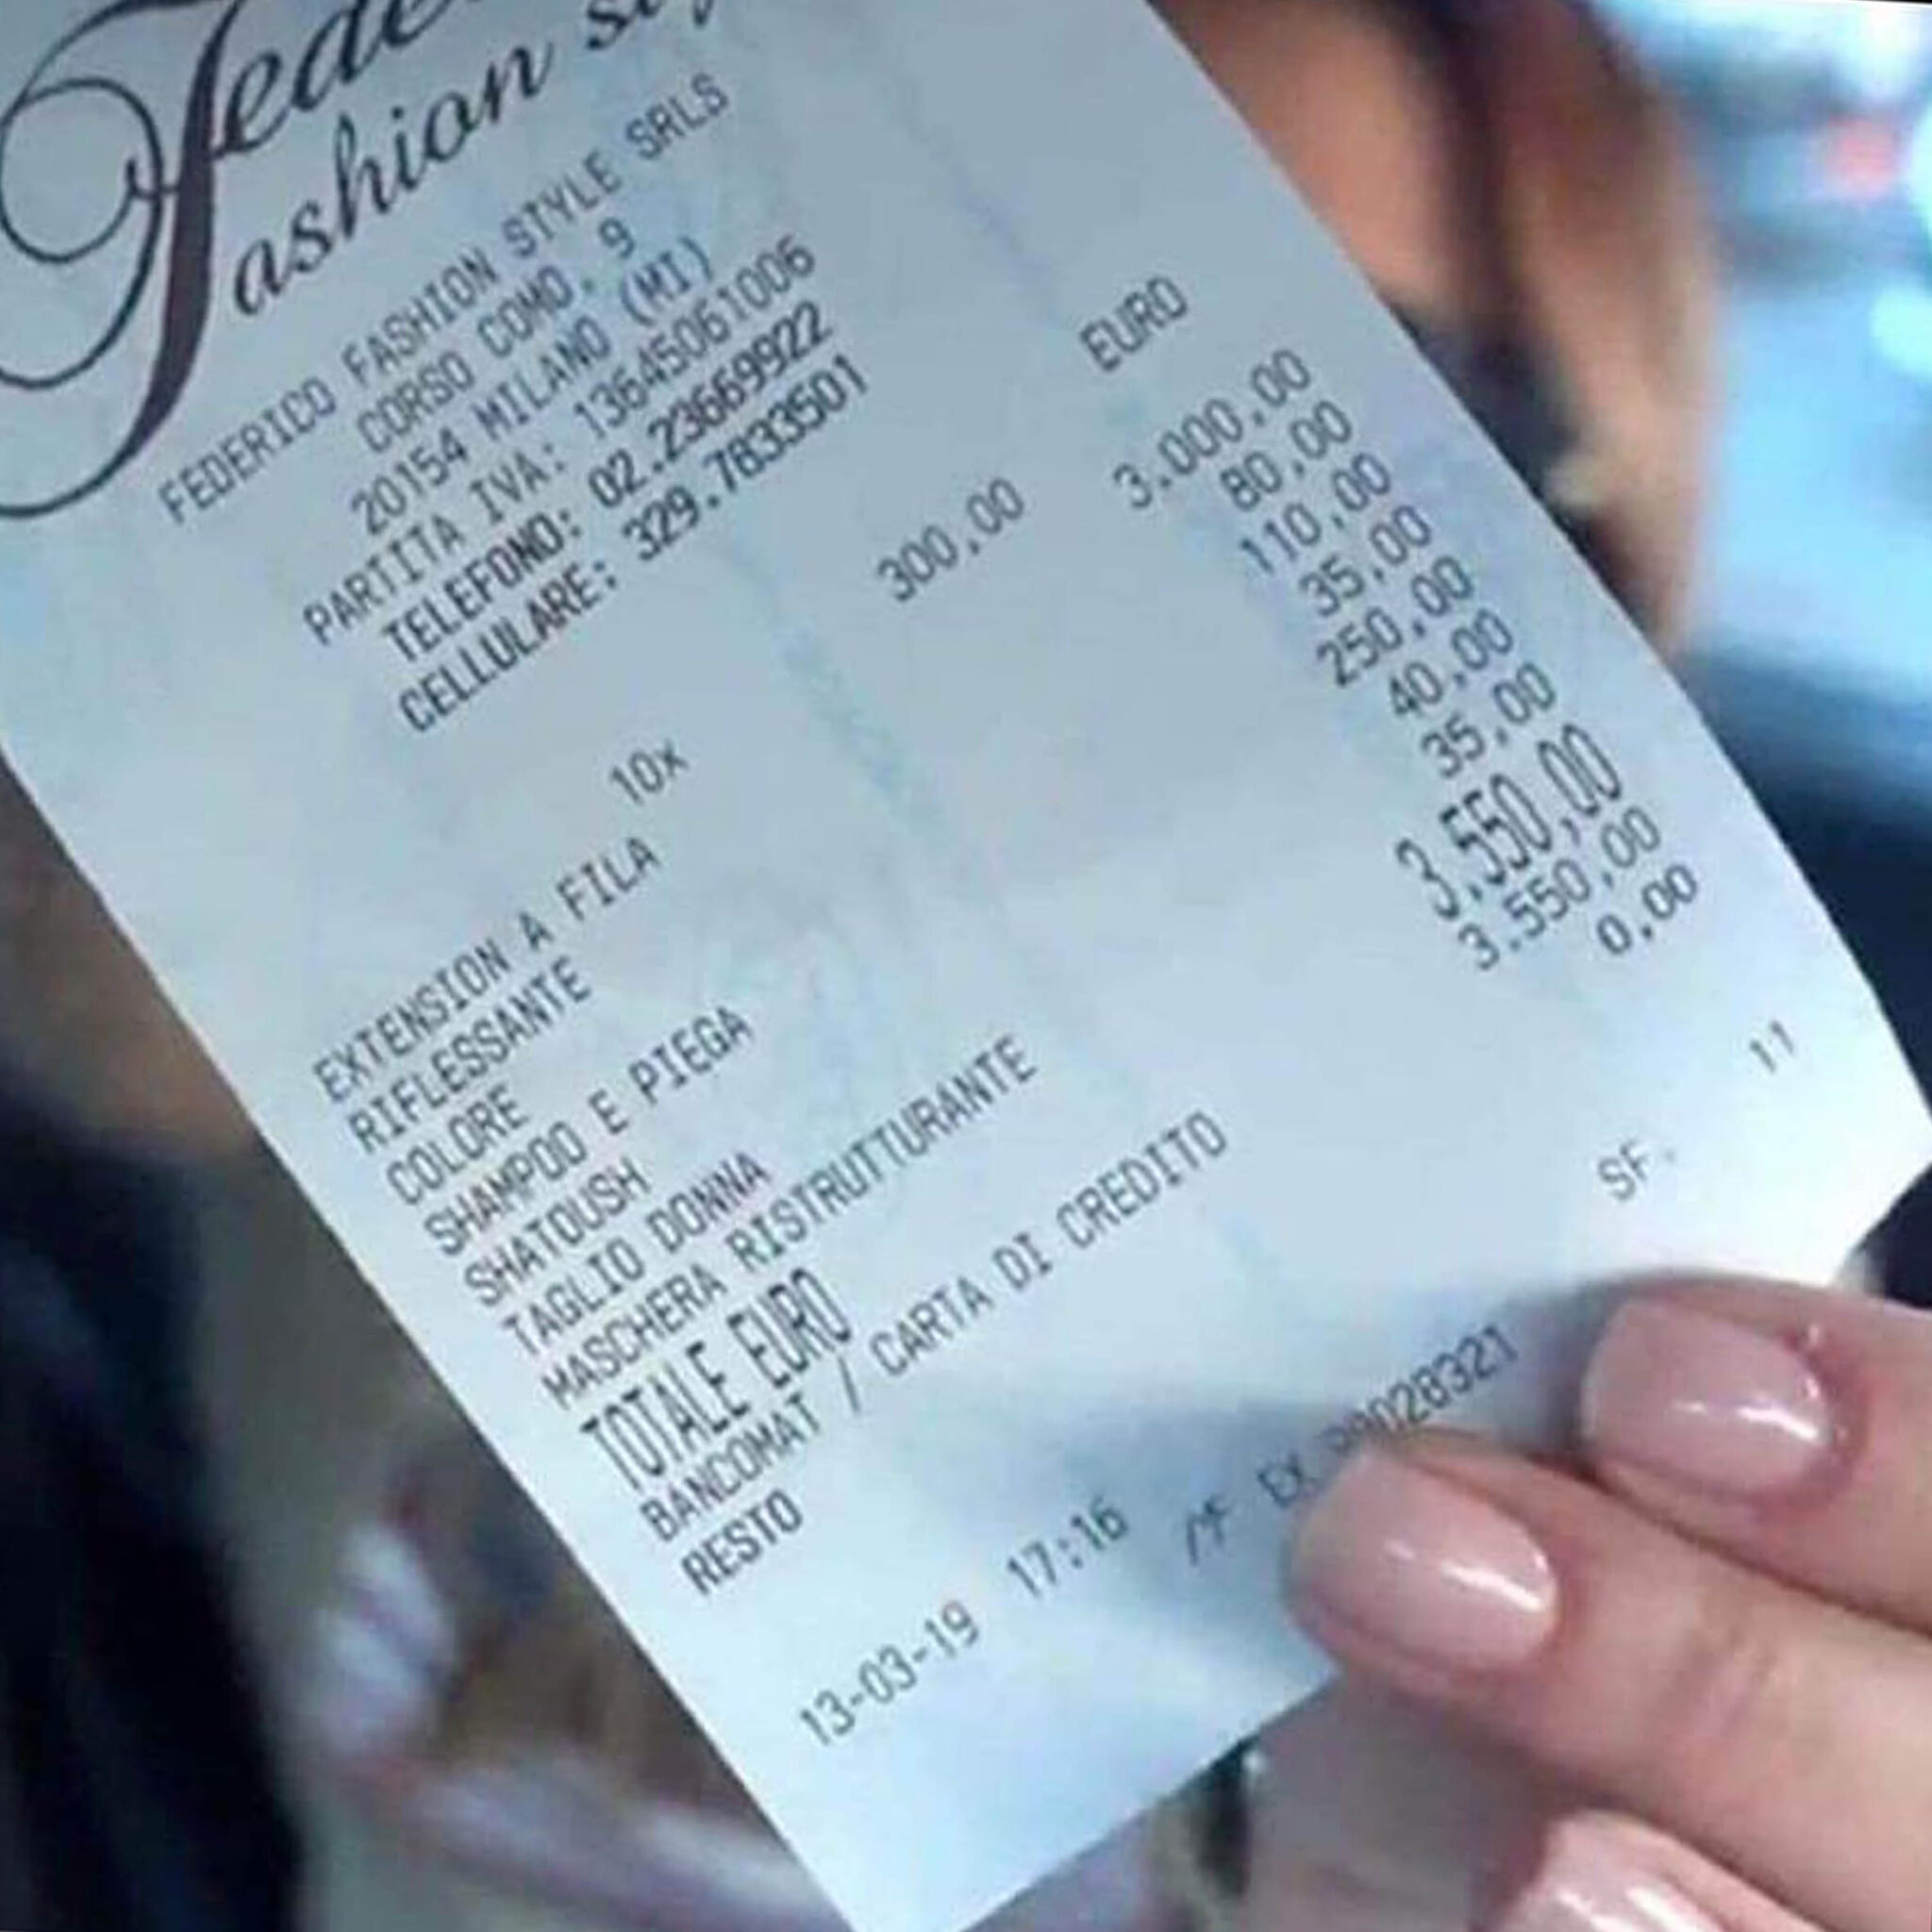 Fede
Fashion
FEDERICO FASHION STYLE SRLS
CORSO COMO, 9
20154 MILANO (MI)
PARTITA IVA: 13645061006
TELEFONO: 02.23669922
CELLULARE: 329.7833501
EURO
10x 300,00
EXTENSION A FILA 3.000,00
RIFLESSANTE 80,00
COLORE 110,00
SHAMPOO E PIEGA 35,00
SHATOUSH 250,00
TAGLIO DONNA 40,00
MASCHERA RISTRUTTURANTE 35,00
TOTALE EURO 3.550,00
BANCOMAT / CARTA DI CREDITO 3.550,00
RESTO 0,00
13-03-19 17:16 SF. 11